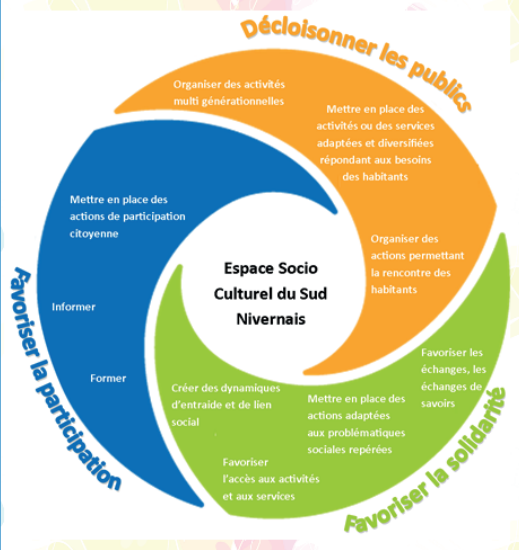 Décloisonner les publics
Organiser des activités
multi générationnelles
Mettre en place des
activités ou des services
adaptées et diversifiées
répondant aux besoins
des habitants
Organiser des
actions permettant
la rencontre des
habitants
Favoriser la participation
Mettre en place des
actions de participation
citoyenne
Informer
Former
Espace Socio
Culturel du Sud
Nivernais
Favoriser la solidarité
Favoriser les
échanges, les
échanges de
savoirs
Mettre en place des
actions adaptées
aux problématiques
sociales repérées
Créer des dynamiques
d'entraide et de lien
social
Favoriser
l'accès aux activités
et aux services